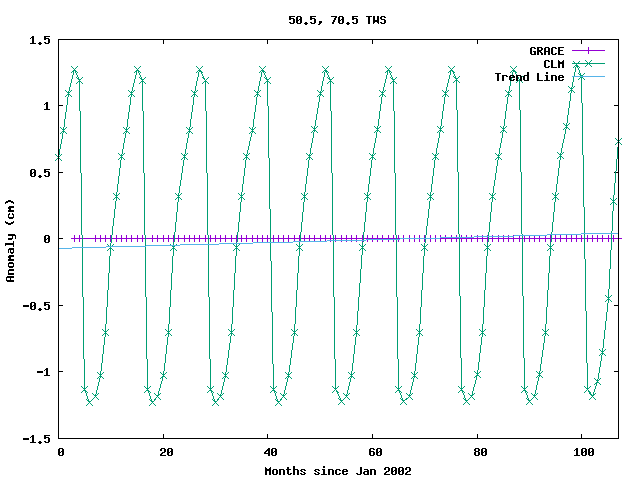 50.5, 70.5 TWS
GRACE
CLM
Trend Line
1.5
1
0.5
0
-0.5
-1
-1.5
Anomaly (cm)
0 20 40 60 80 100
Months since Jan 2002